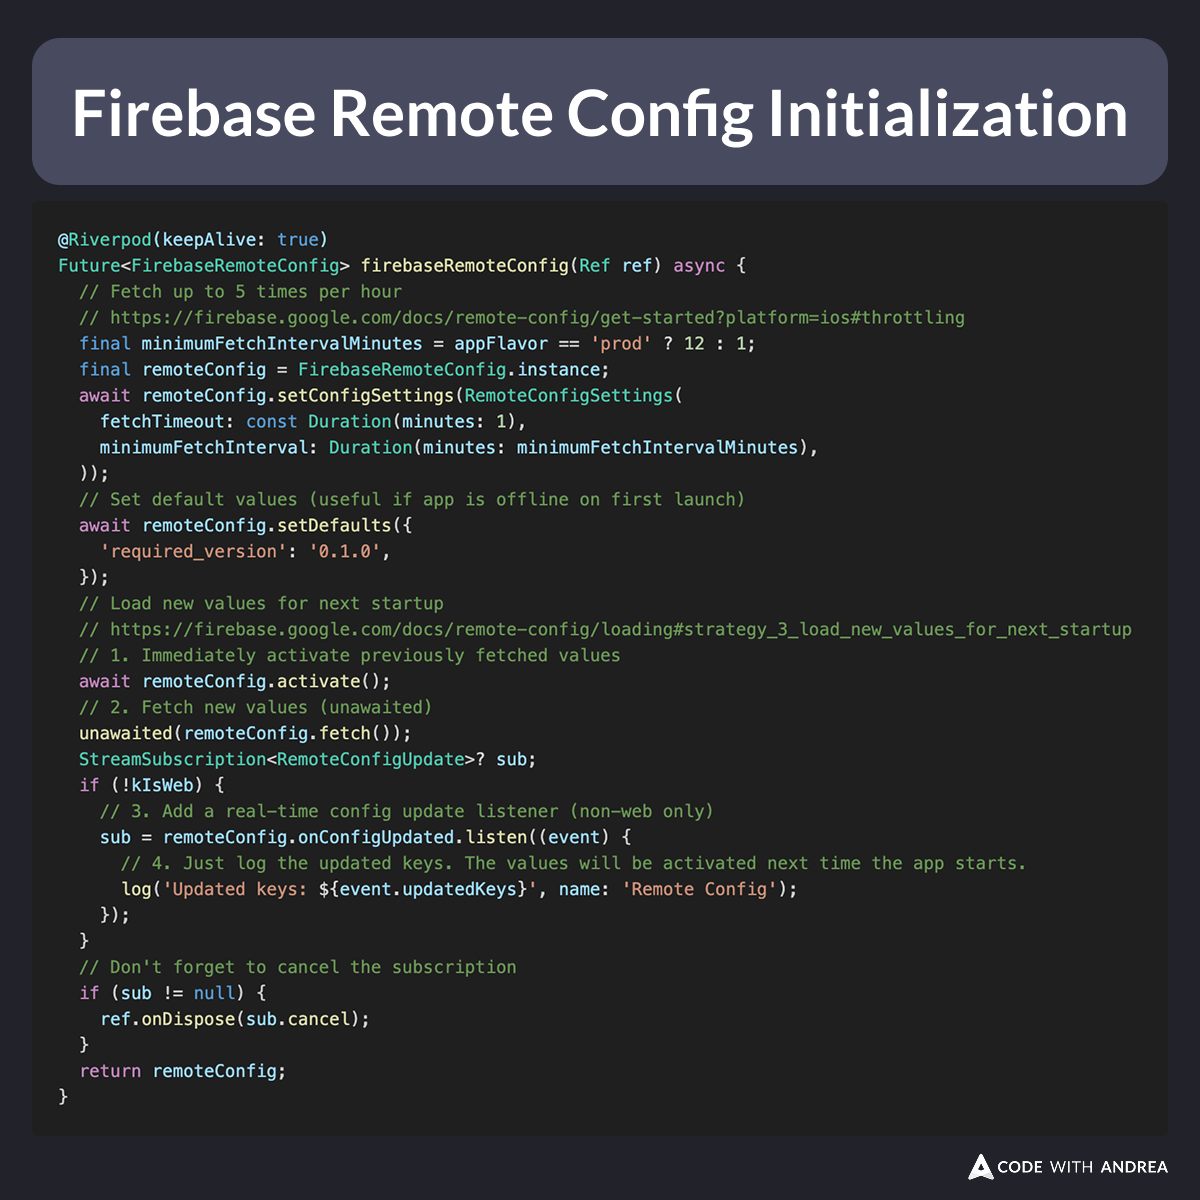 Firebase Remote Config Initialization
@Riverpod(keepAlive: true)
Future<FirebaseRemoteConfig> firebaseRemoteConfig(Ref ref) async {
  // Fetch up to 5 times per hour
  // https://firebase.google.com/docs/remote-config/get-started?platform=ios#throttling
  final minimumFetchIntervalMinutes = appFlavor == 'prod' ? 12 : 1;
  final remoteConfig = FirebaseRemoteConfig.instance;
  await remoteConfig.setConfigSettings(RemoteConfigSettings(
    fetchTimeout: const Duration(minutes: 1),
    minimumFetchInterval: Duration(minutes: minimumFetchIntervalMinutes),
  ));
  // Set default values (useful if app is offline on first launch)
  await remoteConfig.setDefaults({
    'required_version': '0.1.0',
  });
  // Load new values for next startup
  // https://firebase.google.com/docs/remote-config/loading#strategy_3_load_new_values_for_next_startup
  // 1. Immediately activate previously fetched values
  await remoteConfig.activate();
  // 2. Fetch new values (unawaited)
  unawaited(remoteConfig.fetch());
  StreamSubscription<RemoteConfigUpdate>? sub;
  if (!kIsWeb) {
    // 3. Add a real-time config update listener (non-web only)
    sub = remoteConfig.onConfigUpdated.listen((event) {
      // 4. Just log the updated keys. The values will be activated next time the app starts.
      log('Updated keys: ${event.updatedKeys}', name: 'Remote Config');
    });
  }
  // Don't forget to cancel the subscription
  if (sub != null) {
    ref.onDispose(sub.cancel);
  }
  return remoteConfig;
}
CODE WITH ANDREA